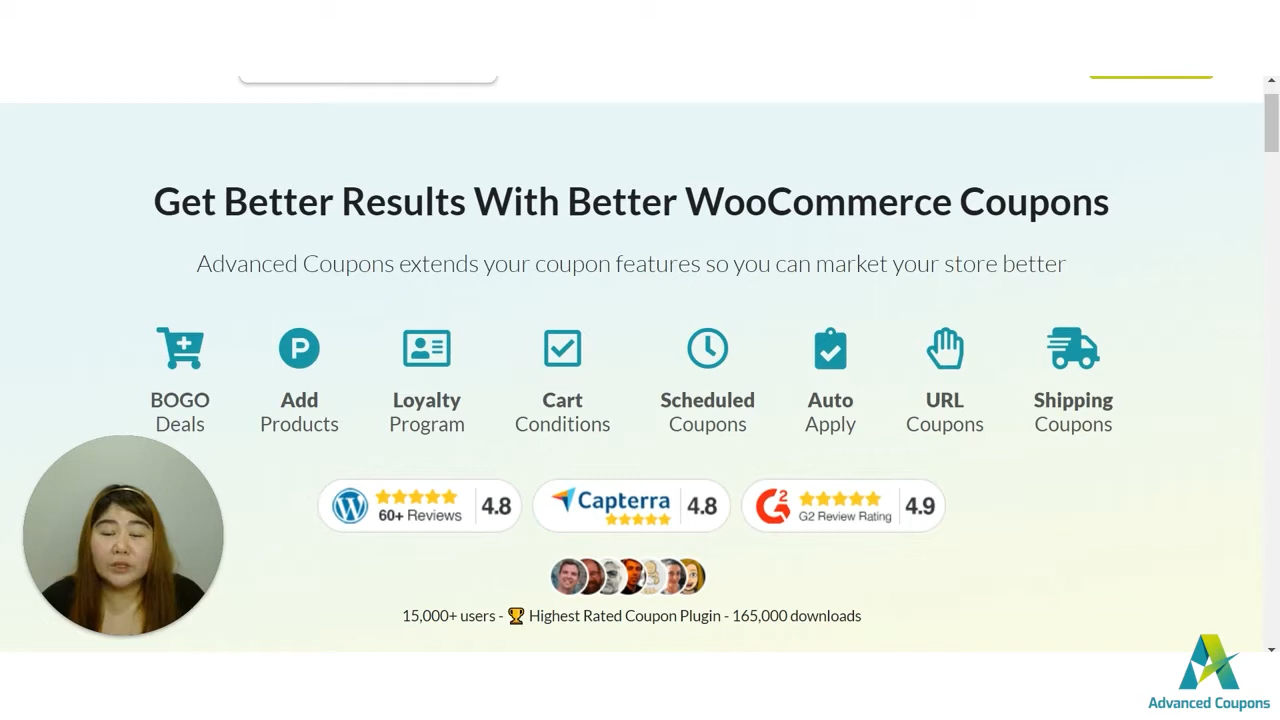 Get Better Results With Better WooCommerce Coupons
Advanced Coupons extends your coupon features so you can market your store better
BOGO Deals
Add Products
Loyalty Program
Cart Conditions
Scheduled Coupons
Auto Apply
URL Coupons
Shipping Coupons
60+ Reviews
4.8
Capterra
4.8
G2
G2 Review Rating
4.9
15,000+ users - 🏆 Highest Rated Coupon Plugin - 165,000 downloads
Advanced Coupons